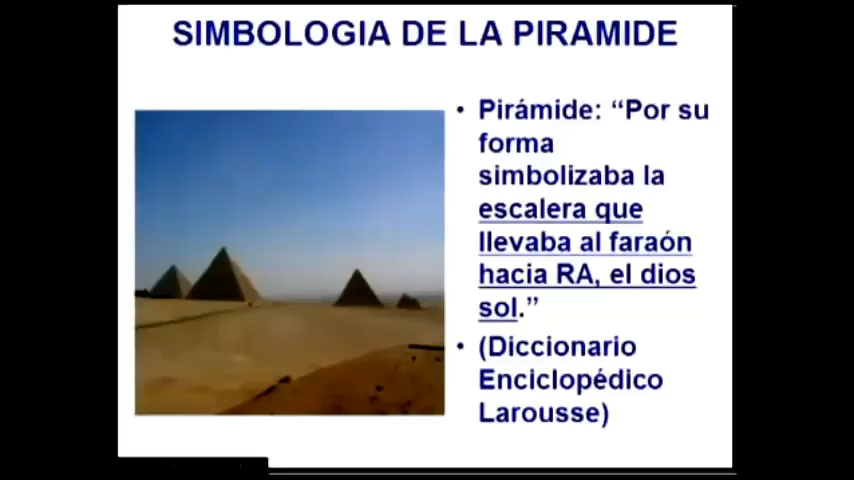 SIMBOLOGIA DE LA PIRAMIDE
• Pirámide: “Por su
forma
simbolizaba la
escalera que
llevaba al faraón
hacia RA, el dios
sol.”
• (Diccionario
Enciclopédico
Larousse)